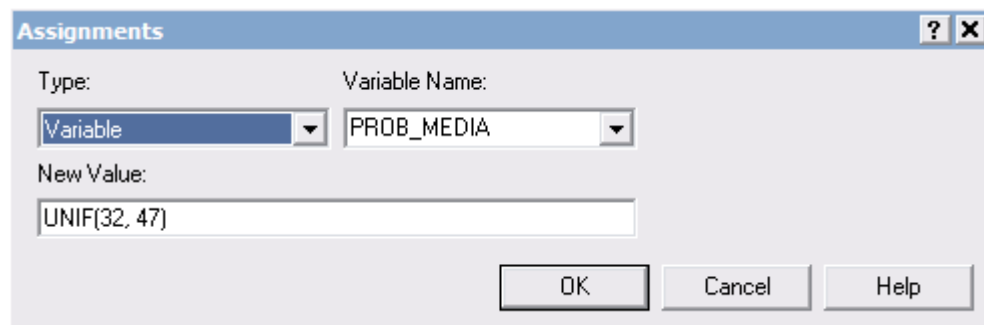 Assignments
Type: Variable Name:
Variable PROB_MEDIA
New Value:
UNIF(32, 47)
OK Cancel Help